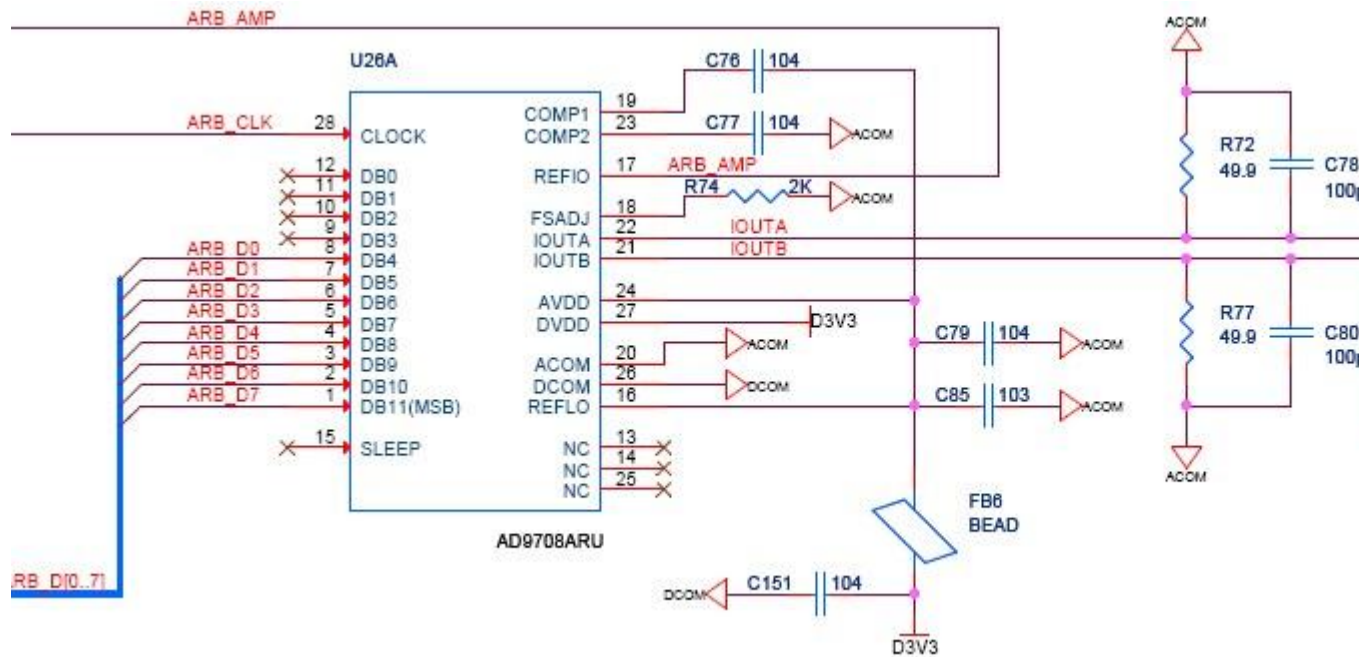 ARB_AMP
ACOM
U26A
C76 104
19
COMP1
ARB_CLK 28 CLOCK
23
COMP2
C77 104 ACOM
R72
49.9
C78
12 DB0
17
REFIO
ARB_AMP
11 DB1
R74 2K ACOM
10 DB2
18
FSADJ
9 DB3
22
IOUTA
IOUTA
ARB_D0 8 DB4
21
IOUTB
IOUTB
ARB_D1 7 DB5
ARB_D2 6 DB6
24
AVDD
ARB_D3 5 DB7
27
DVDD
D3V3
R77
49.9
C80
ARB_D4 4 DB8
C79 104 ACOM
ACOM
ARB_D5 3 DB9
20
ACOM
ARB_D6 2 DB10
26
DCOM
DCOM
ARB_D7 1 DB11(MSB)
16
REFLO
C85 103 ACOM
15 SLEEP
13
NC
14
NC
25
NC
ACOM
FB6
BEAD
AD9708ARU
ARB_D[0..7]
DCOM C151 104
D3V3